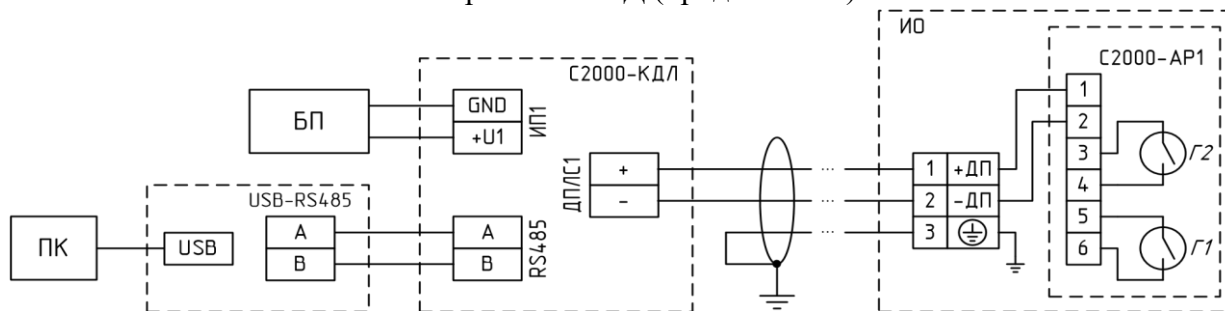 ИО
С2000-КДЛ
С2000-АР1
БП
GND
+U1
ИП1
ДПЛС1
+
-
...
...
...
1 +ДП
2 -ДП
3
1
2
3
4
5
6
Г2
Г1
USB-RS485
ПК
USB
A
B
A
B
RS485